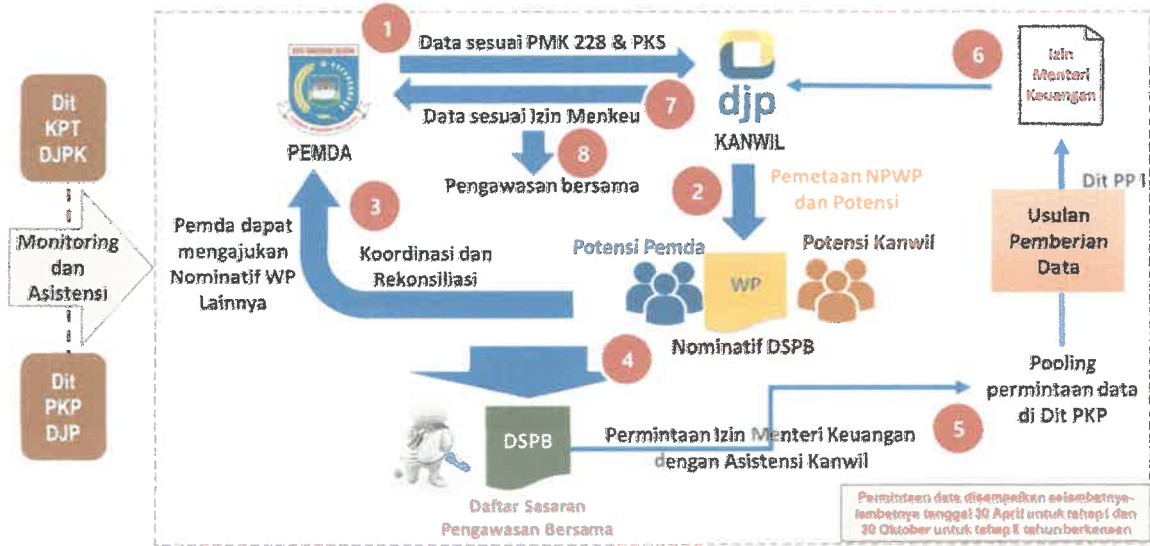 Dit
KPT
DJPK
Monitoring
dan
Asistensi
Dit
PKP
DJP
1
Data sesuai PMK 228 & PKS
7
Data sesuai Izin Menkeu
PEMDA
djp
KANWIL
8
Pengawasan bersama
6
Izin
Menteri
Keuangan
2
Pemetaan NPWP
dan Potensi
3
Pemda dapat
mengajukan
Nominatif WP
Lainnya
Koordinasi dan
Rekonsiliasi
Potensi Pemda
WP
Potensi Kanwil
Nominatif DSPB
Dit PP
Usulan
Pemberian
Data
4
DSPB
Daftar Sasaran
Pengawasan Bersama
Permintaan Izin Menteri Keuangan
dengan Asistensi Kanwil
5
Pooling
permintaan data
di Dit PKP
Permintaan data disampaikan selambatnya-
lambatnya tanggal 30 April untuk tahap I dan
30 Oktober untuk tahap II tahun berkenaan